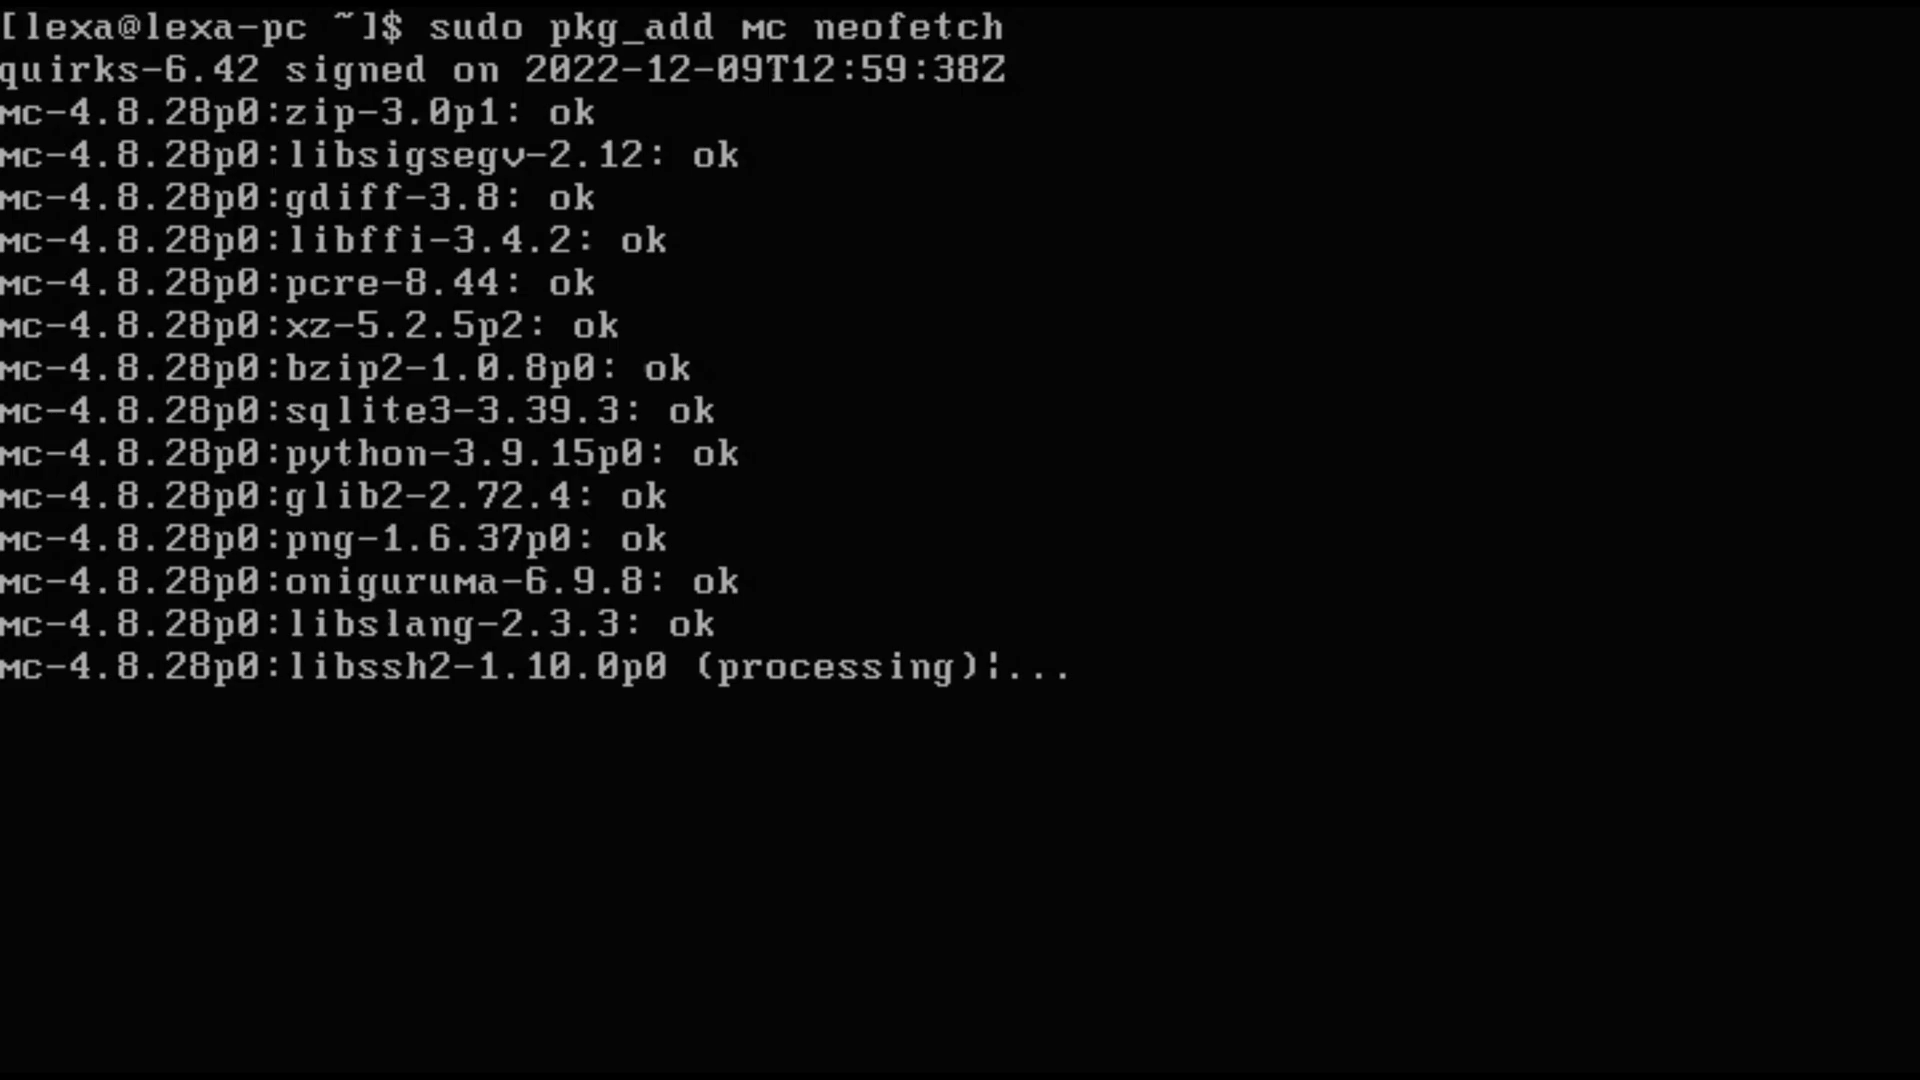 [lexa@lexa-pc ~]$ sudo pkg_add mc neofetch
quirks-6.42 signed on 2022-12-09T12:59:38Z
mc-4.8.28p0:zip-3.0p1: ok
mc-4.8.28p0:libsigsegv-2.12: ok
mc-4.8.28p0:gdiff-3.8: ok
mc-4.8.28p0:libffi-3.4.2: ok
mc-4.8.28p0:pcre-8.44: ok
mc-4.8.28p0:xz-5.2.5p2: ok
mc-4.8.28p0:bzip2-1.0.8p0: ok
mc-4.8.28p0:sqlite3-3.39.3: ok
mc-4.8.28p0:python-3.9.15p0: ok
mc-4.8.28p0:glib2-2.72.4: ok
mc-4.8.28p0:png-1.6.37p0: ok
mc-4.8.28p0:oniguruma-6.9.8: ok
mc-4.8.28p0:libslang-2.3.3: ok
mc-4.8.28p0:libssh2-1.10.0p0 (processing)|...